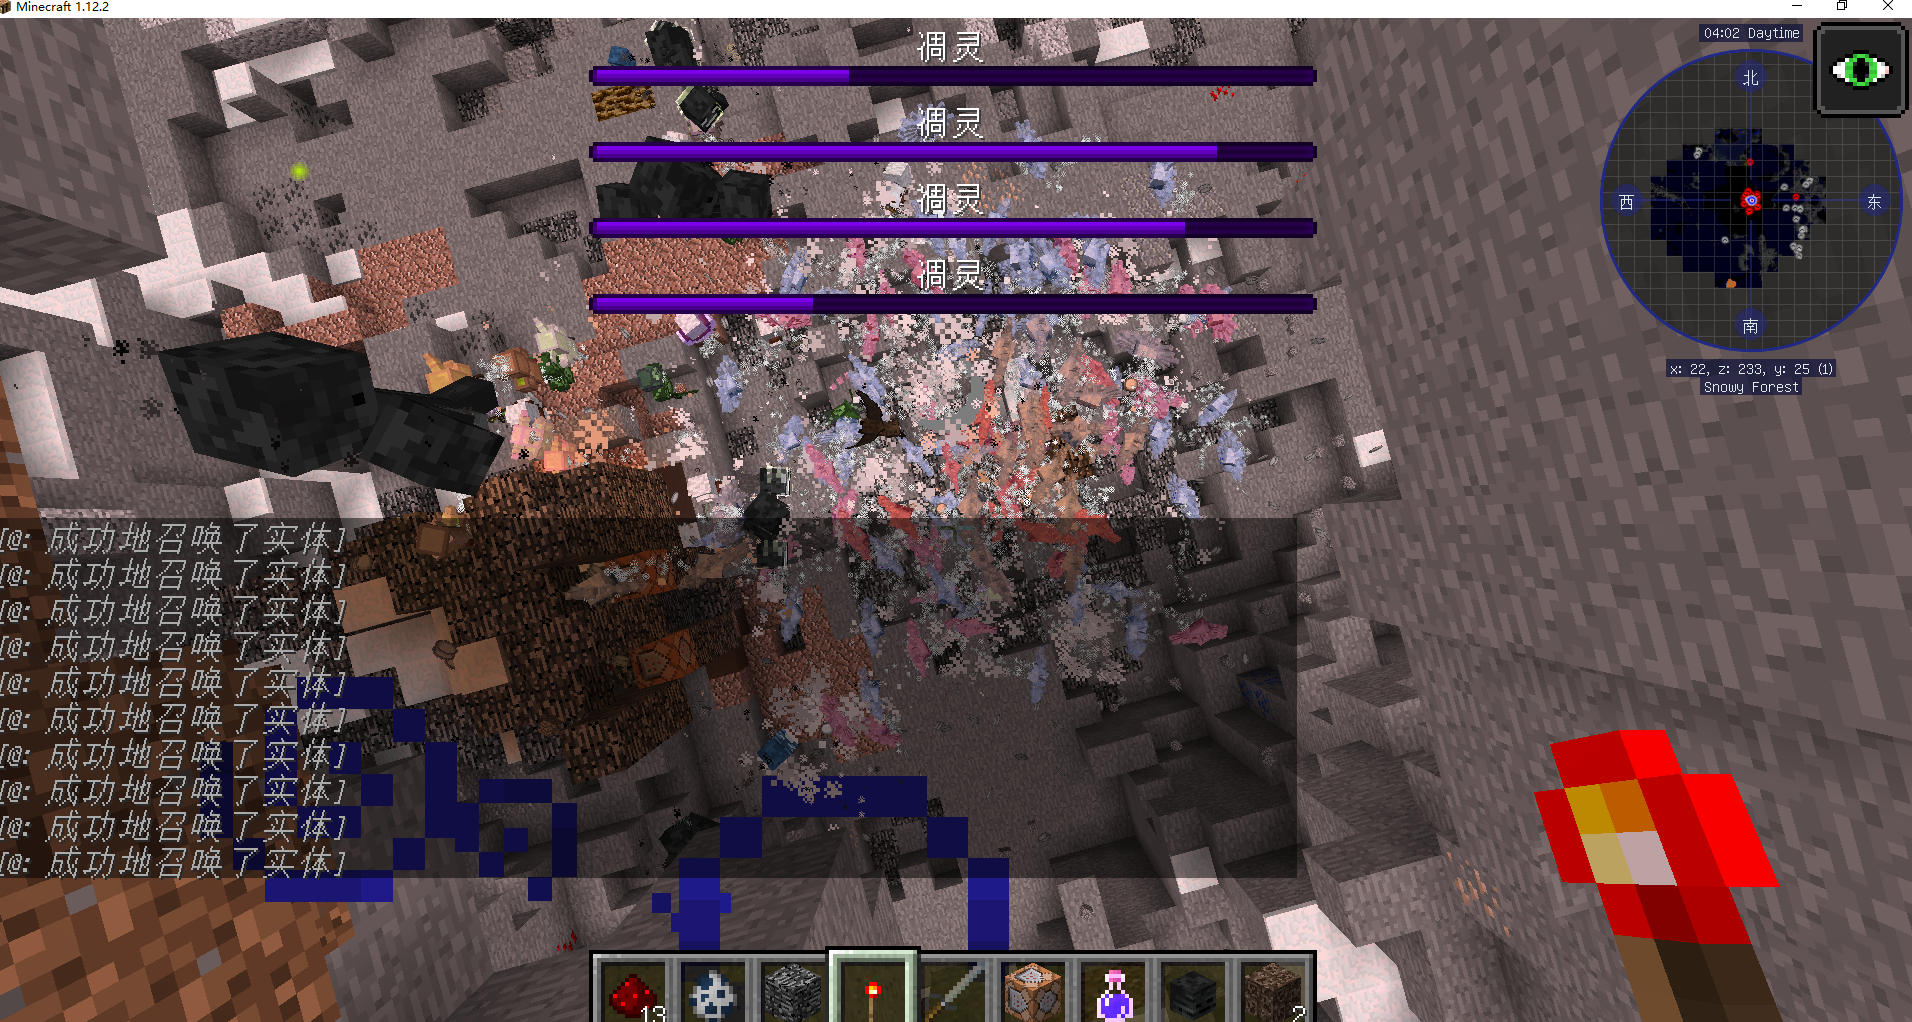 Minecraft 1.12.2
凋灵
凋灵
凋灵
凋灵
04:02 Daytime
北
西
东
南
x: 22, z: 233, y: 25 (1)
Snowy Forest
[@: 成功地召唤了实体]
[@: 成功地召唤了实体]
[@: 成功地召唤了实体]
[@: 成功地召唤了实体]
[@: 成功地召唤了实体]
[@: 成功地召唤了实体]
[@: 成功地召唤了实体]
[@: 成功地召唤了实体]
[@: 成功地召唤了实体]
[@: 成功地召唤了实体]
13
2